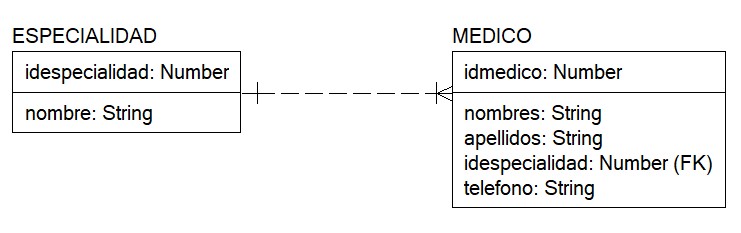 ESPECIALIDAD
idespecialidad: Number
nombre: String
MEDICO
idmedico: Number
nombres: String
apellidos: String
idespecialidad: Number (FK)
telefono: String